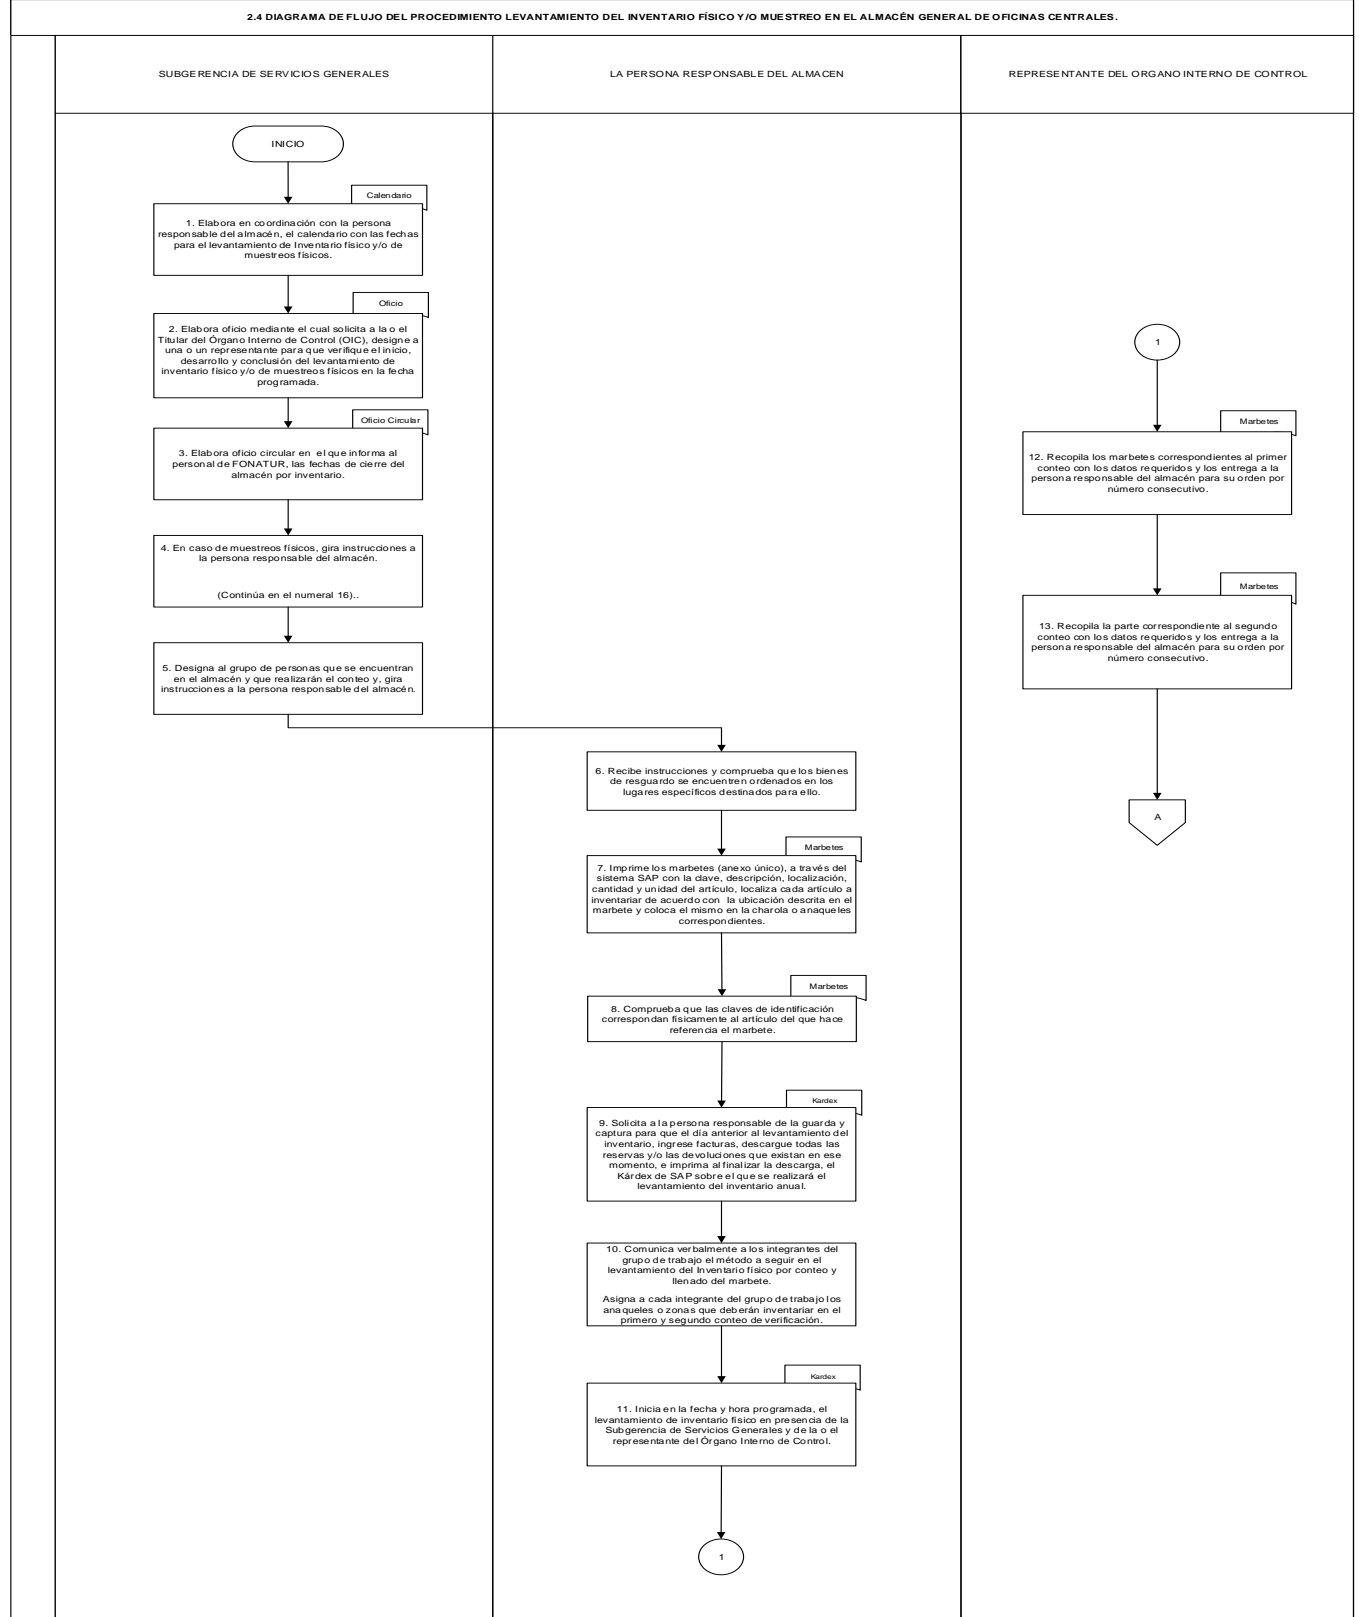 2.4 DIAGRAMA DE FLUJO DEL PROCEDIMIENTO LEVANTAMIENTO DEL INVENTARIO FÍSICO Y/O MUESTREO EN EL ALMACÉN GENERAL DE OFICINAS CENTRALES.
SUBGERENCIA DE SERVICIOS GENERALES
LA PERSONA RESPONSABLE DEL ALMACEN
REPRESENTANTE DEL ORGANO INTERNO DE CONTROL
INICIO
Calendario
1. Elabora en coordinación con la persona
responsable del almacén, el calendario con las fechas
para el levantamiento de Inventario físico y/o de
muestreos físicos.
Oficio
2. Elabora oficio mediante el cual solicita a la o el
Titular del Órgano Interno de Control (OIC), designe a
una o un representante para que verifique el inicio,
desarrollo y conclusión del levantamiento de
inventario físico y/o de muestreos físicos en la fecha
programada.
Oficio Circular
3. Elabora oficio circular en el que informa al
personal de FONATUR, las fechas de cierre del
almacén por inventario.
4. En caso de muestreos físicos, gira instrucciones a
la persona responsable del almacén.
(Continúa en el numeral 16)..
5. Designa al grupo de personas que se encuentran
en el almacén y que realizarán el conteo y, gira
instrucciones a la persona responsable del almacén.
6. Recibe instrucciones y comprueba que los bienes
de resguardo se encuentren ordenados en los
lugares específicos destinados para ello.
Marbetes
7. Imprime los marbetes (anexo único), a través del
sistema SAP con la clave, descripción, localización,
cantidad y unidad del artículo, localiza cada artículo a
inventariar de acuerdo con la ubicación descrita en el
marbete y coloca el mismo en la charola o anaqueles
correspondientes.
Marbetes
8. Comprueba que las claves de identificación
correspondan físicamente al artículo del que hace
referencia el marbete.
Kardex
9. Solicita a la persona responsable de la guarda y
captura para que el día anterior al levantamiento del
inventario, ingrese facturas, descargue todas las
reservas y/o las devoluciones que existan en ese
momento, e imprima al finalizar la descarga, el
Kárdex de SAP sobre el que se realizará el
levantamiento del inventario anual.
10. Comunica verbalmente a los integrantes del
grupo de trabajo el método a seguir en el
levantamiento del Inventario físico por conteo y
llenado del marbete.
Asigna a cada integrante del grupo de trabajo los
anaqueles o zonas que deberán inventariar en el
primero y segundo conteo de verificación.
Kardex
11. Inicia en la fecha y hora programada, el
levantamiento de inventario físico en presencia de la
Subgerencia de Servicios Generales y de la o el
representante del Órgano Interno de Control.
1
1
Marbetes
12. Recopila los marbetes correspondientes al primer
conteo con los datos requeridos y los entrega a la
persona responsable del almacén para su orden por
número consecutivo.
Marbetes
13. Recopila la parte correspondiente al segundo
conteo con los datos requeridos y los entrega a la
persona responsable del almacén para su orden por
número consecutivo.
A